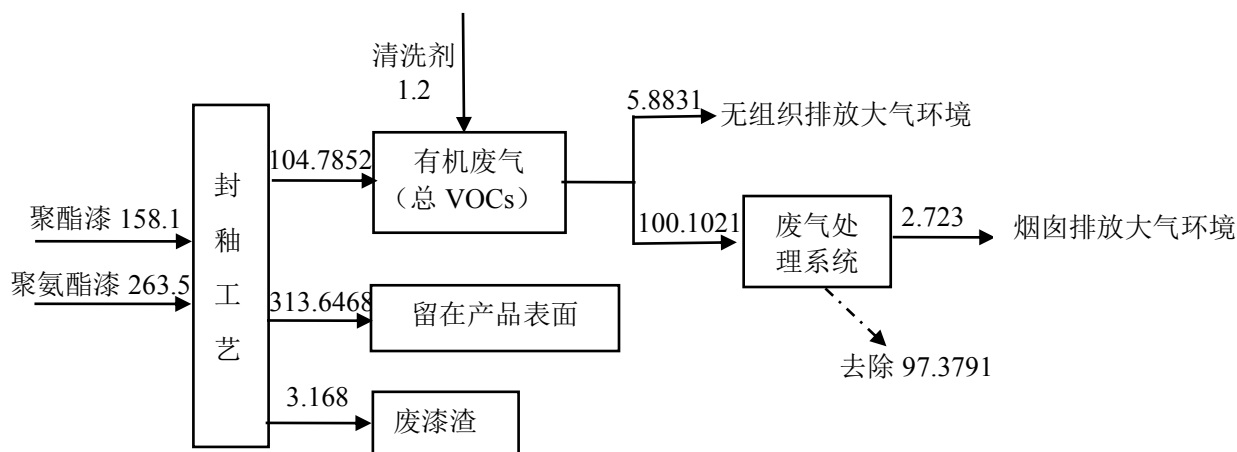 清洗剂
1.2
5.8831
无组织排放大气环境
104.7852
有机废气
（总 VOCs）
封
釉
工
艺
聚酯漆 158.1
聚氨酯漆 263.5
100.1021
废气处
理系统
2.723
烟囱排放大气环境
313.6468
留在产品表面
去除 97.3791
3.168
废漆渣